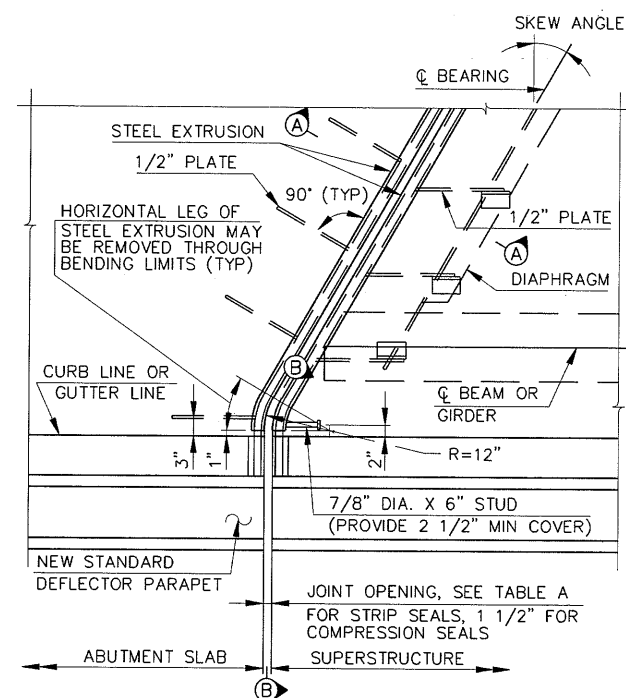 SKEW ANGLE
℄ BEARING
A
STEEL EXTRUSION
1/2" PLATE
90° (TYP)
HORIZONTAL LEG OF
STEEL EXTRUSION MAY
BE REMOVED THROUGH
BENDING LIMITS (TYP)
1/2" PLATE
A
DIAPHRAGM
B
CURB LINE OR
GUTTER LINE
℄ BEAM OR
GIRDER
3"
1"
2"
R=12"
7/8" DIA. X 6" STUD
(PROVIDE 2 1/2" MIN COVER)
NEW STANDARD
DEFLECTOR PARAPET
JOINT OPENING, SEE TABLE A
FOR STRIP SEALS, 1 1/2" FOR
COMPRESSION SEALS
ABUTMENT SLAB
SUPERSTRUCTURE
B